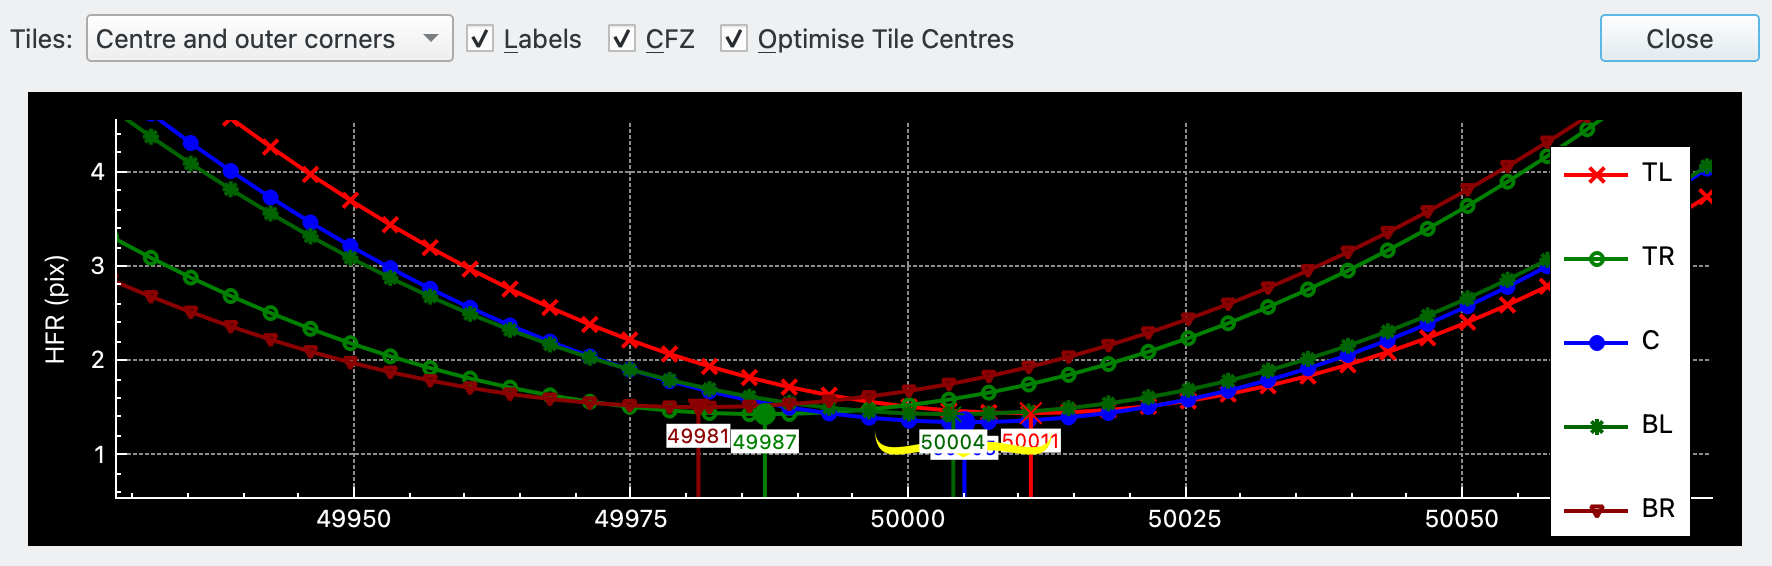 Tiles: Centre and outer corners Labels CFZ Optimise Tile Centres Close
4
3
2
1
HFR (pix)
49981 49987 50004 50011
49950 49975 50000 50025 50050
TL
TR
C
BL
BR